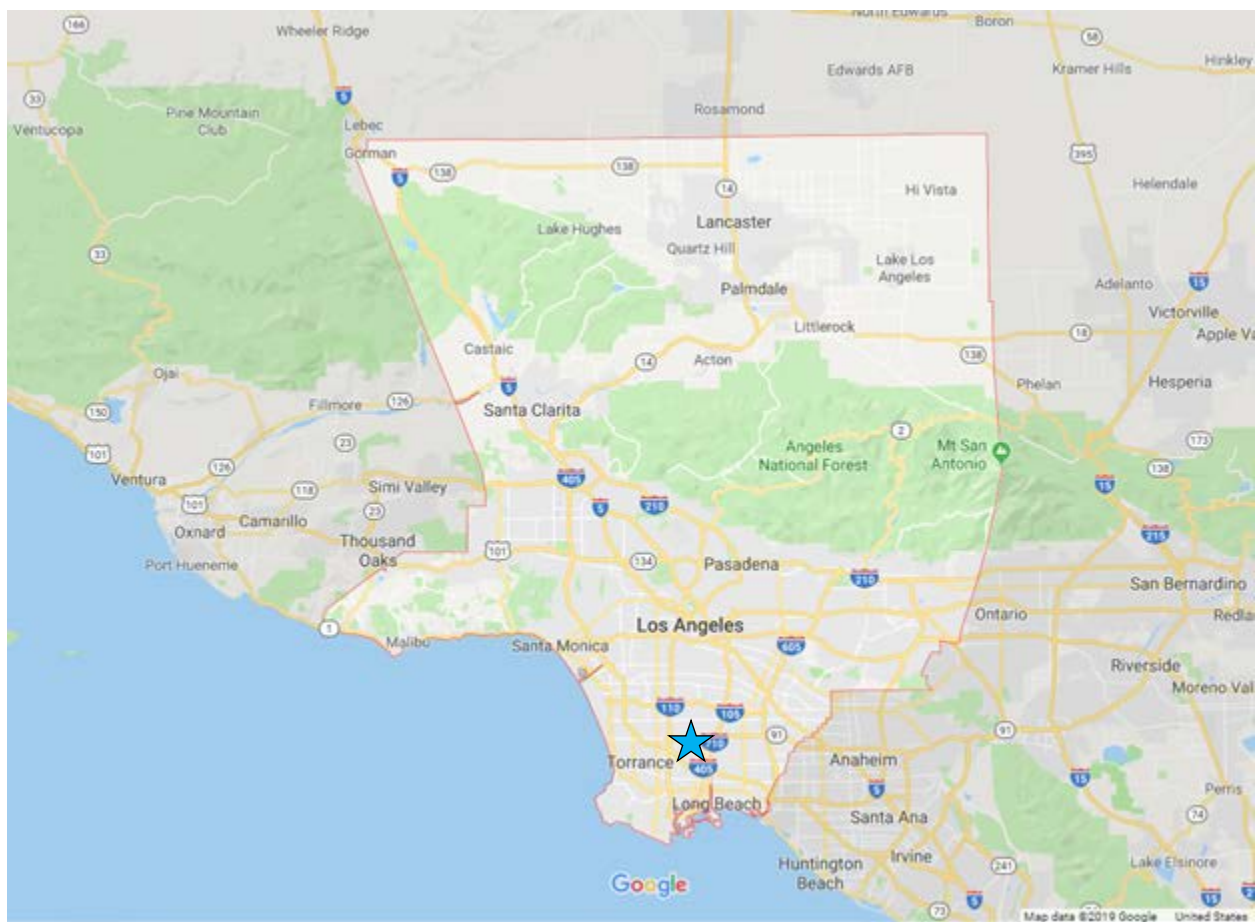 166
Wheeler Ridge
North Edwards
Boron
58
Hinkley
Kramer Hills
Edwards AFB
33
5
Rosamond
Pine Mountain
Club
Ventucopa
Lebec
Gorman
138
138
5
14
395
Helendale
Hi Vista
Lancaster
Lake Hughes
Quartz Hill
33
Lake Los
Angeles
15
Palmdale
Adelanto
Victorville
Littlerock
18
Apple Va
Castaic
14
Acton
138
Ojai
5
Phelan
Hesperia
150
Fillmore
126
Santa Clarita
2
23
Angeles
National Forest
Mt San
Antonio
173
101
126
138
Ventura
118
Simi Valley
405
15
101
5
210
23
Oxnard
Camarillo
Thousand
Oaks
101
215
Port Hueneme
134
Pasadena
210
San Bernardino
Ontario
Redla
1
Los Angeles
Malibu
Santa Monica
605
Riverside
Moreno Val
110
105
91
91
710
Torrance
405
Anaheim
15
5
Long Beach
Perris
Santa Ana
74
Huntington
Beach
Irvine
241
Lake Elsinore
Google
5
15
2
73
Map data ©2019 Google
United States